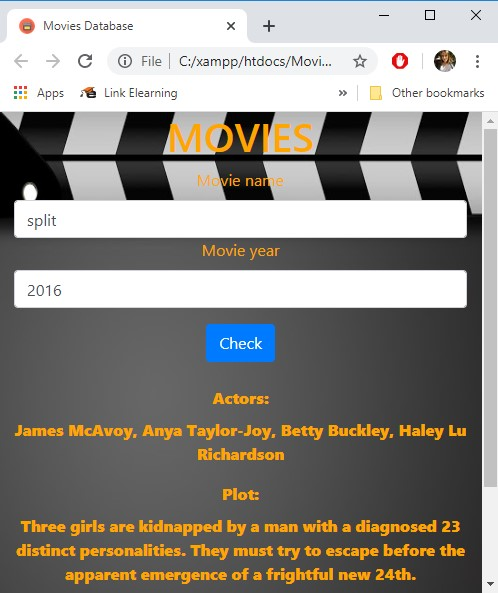 Movies Database
File C:/xampp/htdocs/Movi...
Apps Link Elearning » Other bookmarks
MOVIES
Movie name
split
Movie year
2016
Check
Actors:
James McAvoy, Anya Taylor-Joy, Betty Buckley, Haley Lu
Richardson
Plot:
Three girls are kidnapped by a man with a diagnosed 23
distinct personalities. They must try to escape before the
apparent emergence of a frightful new 24th.